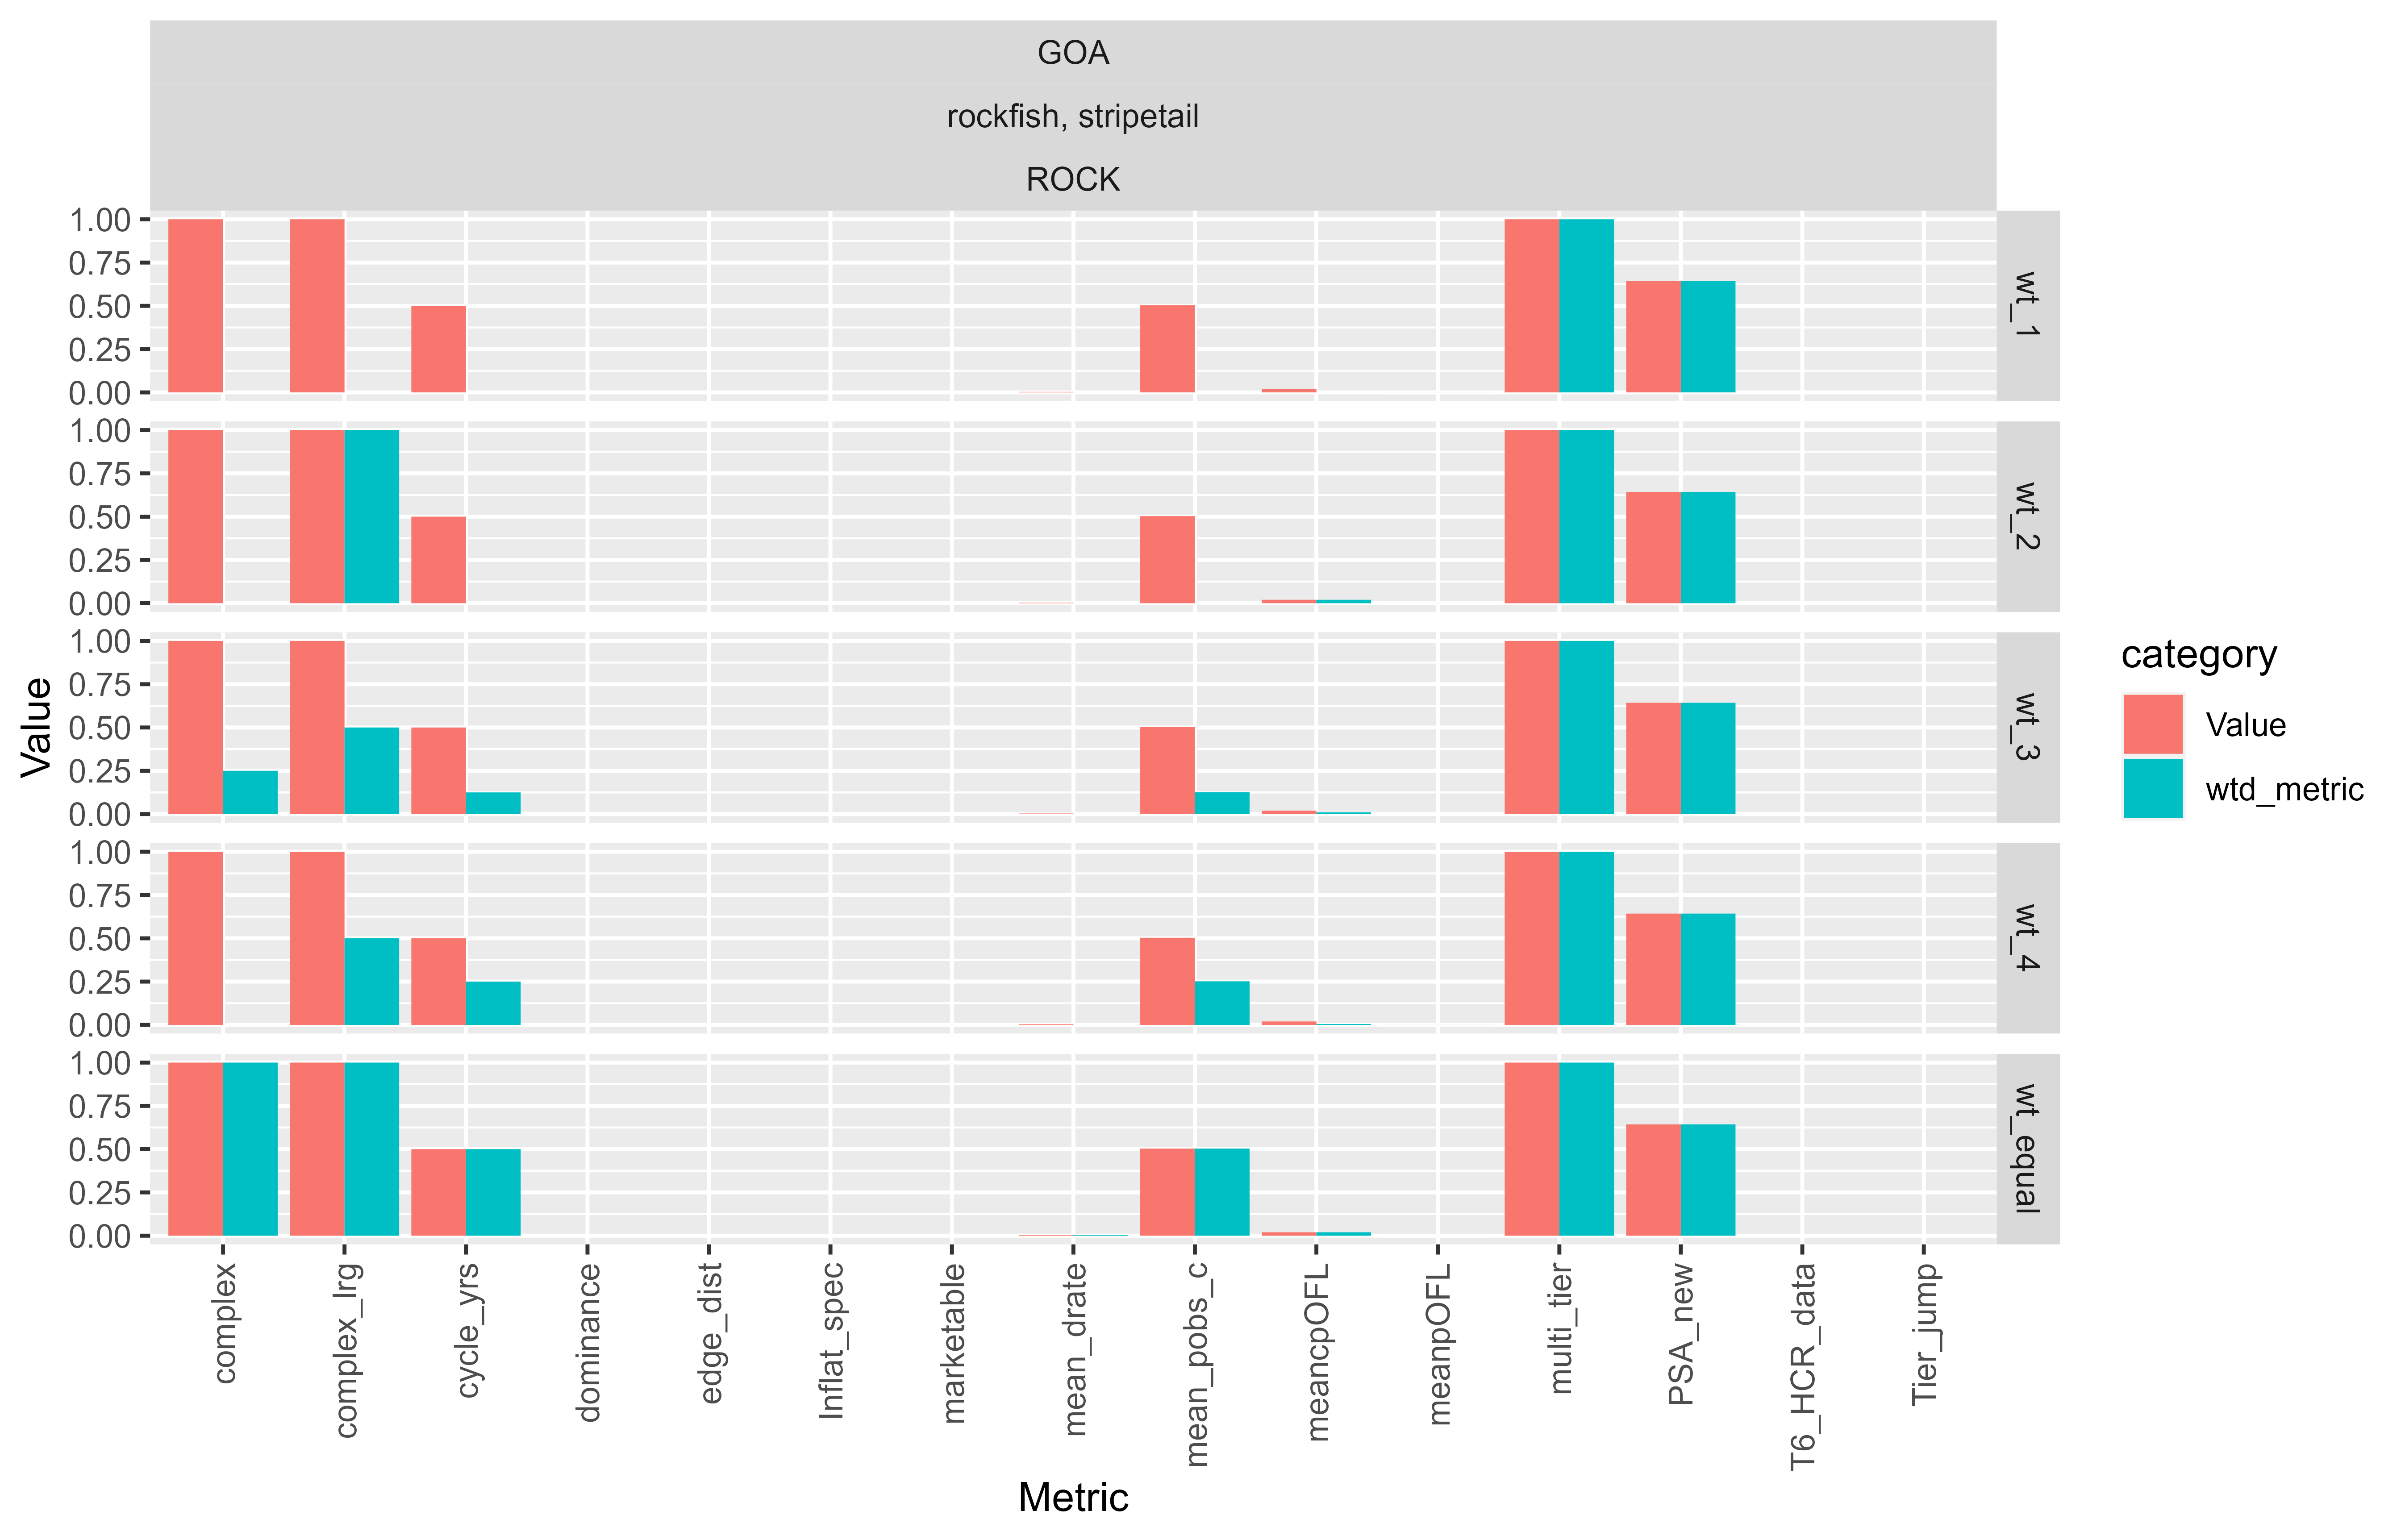 GOA
rockfish, stripetail
ROCK
1.00
0.75
0.50
0.25
0.00
wt_1
1.00
0.75
0.50
0.25
0.00
wt_2
1.00
0.75
0.50
0.25
0.00
wt_3
1.00
0.75
0.50
0.25
0.00
wt_4
1.00
0.75
0.50
0.25
0.00
wt_equal
Value
complex
complex_lrg
cycle_yrs
dominance
edge_dist
Inflat_spec
marketable
mean_drate
mean_pobs_c
meancpOFL
meanpOFL
multi_tier
PSA_new
T6_HCR_data
Tier_jump
Metric
category
Value
wtd_metric